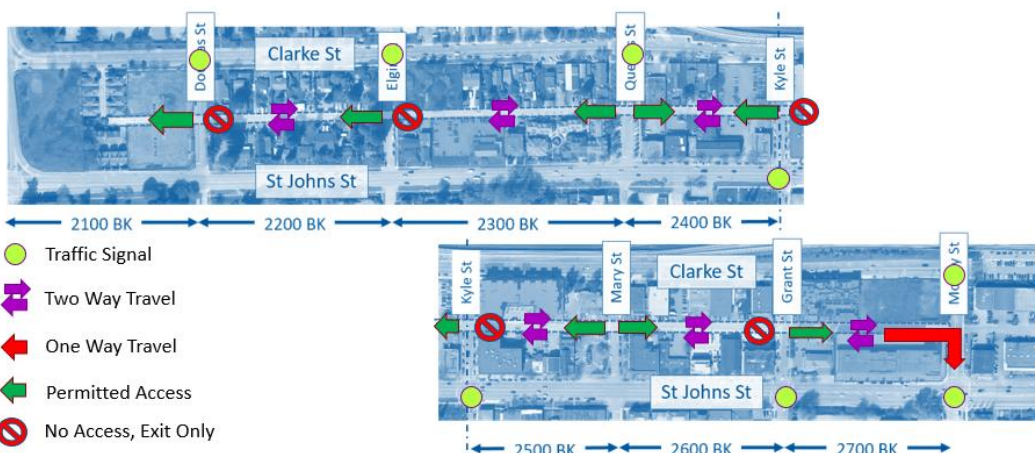 Clarke St
Elgin
Kyle St
St Johns St
2100 BK
2200 BK
2300 BK
2400 BK
Traffic Signal
Two Way Travel
One Way Travel
Permitted Access
No Access, Exit Only
Kyle St
Mary St
Clarke St
Grant St
St Johns St
2500 BK
2600 BK
2700 BK